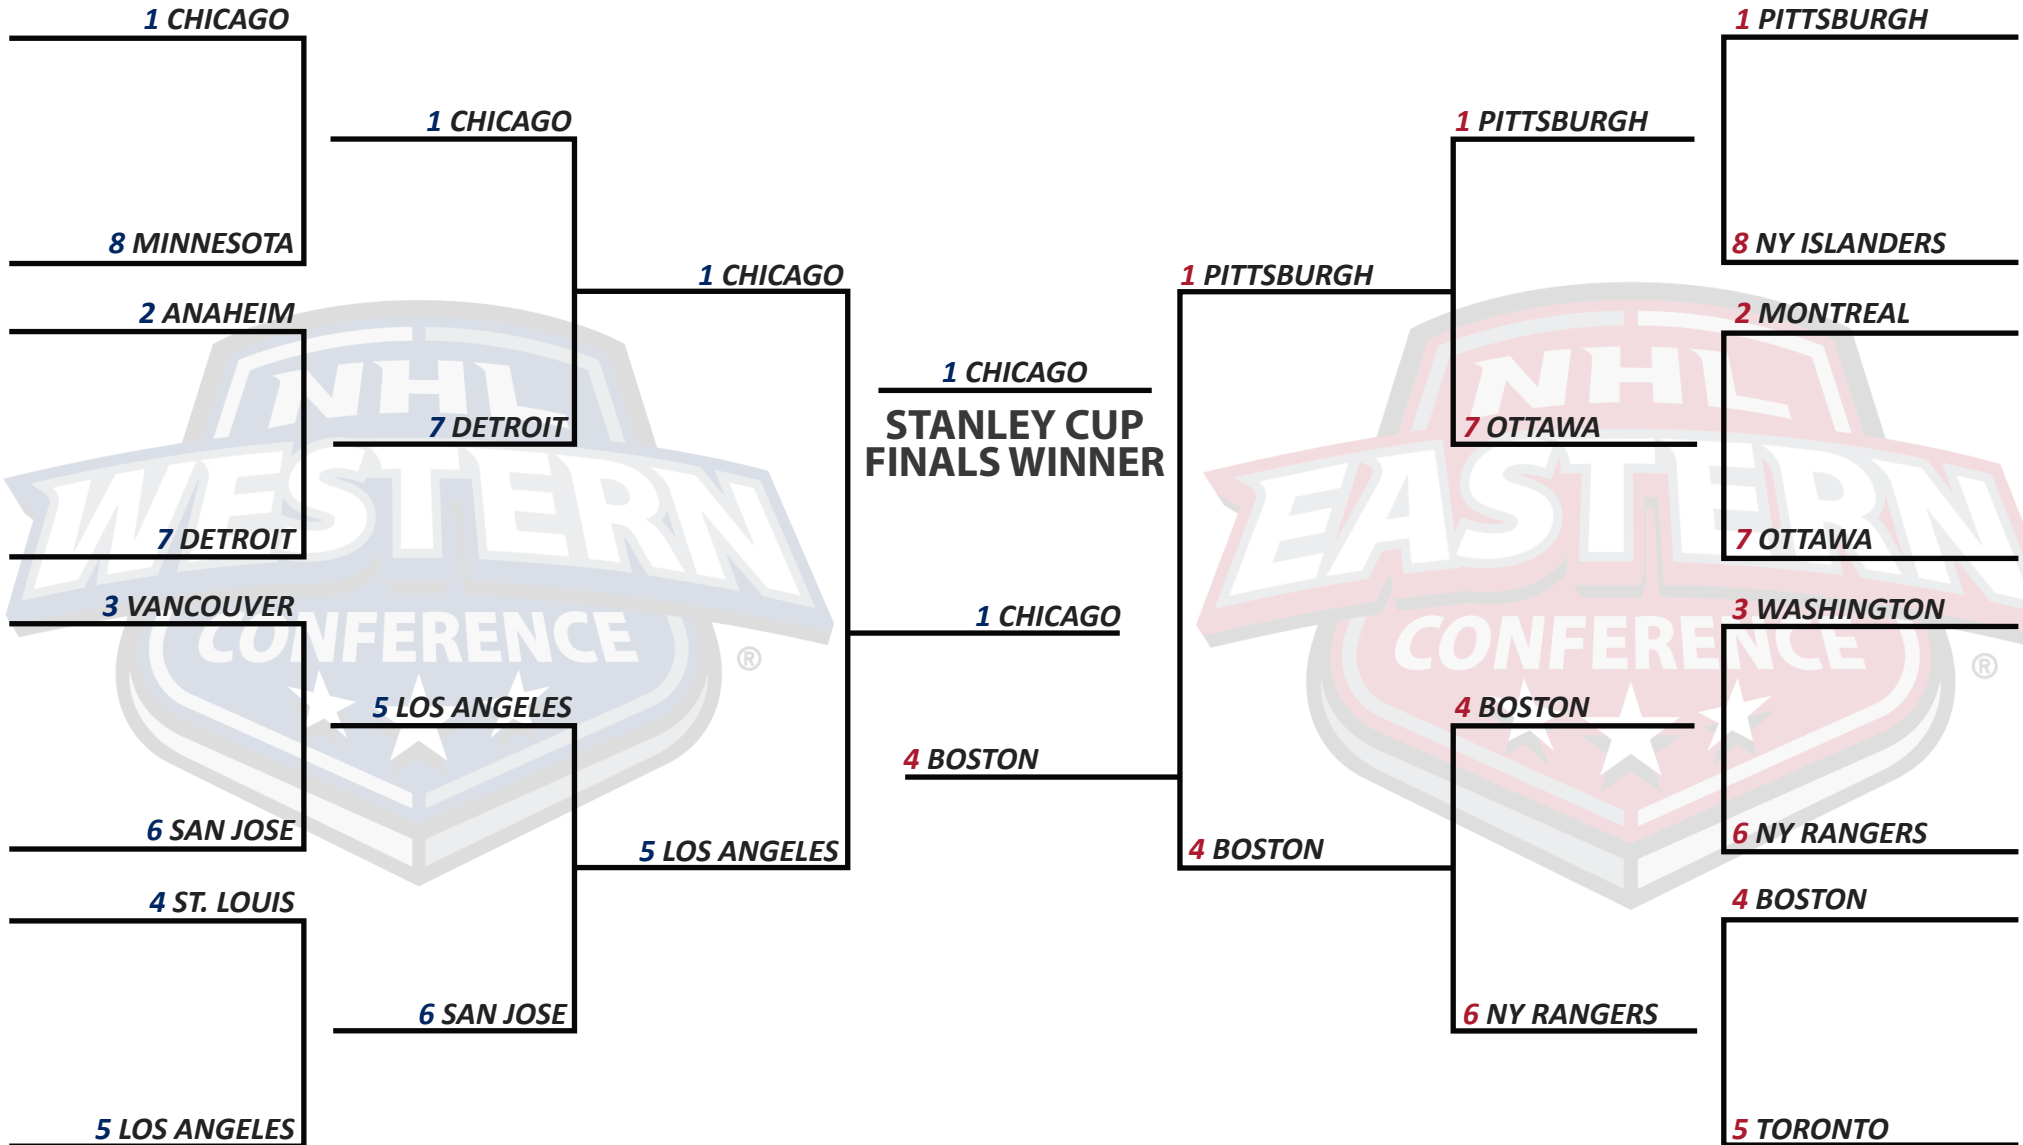 1 CHICAGO
8 MINNESOTA
2 ANAHEIM
7 DETROIT
3 VANCOUVER
6 SAN JOSE
4 ST. LOUIS
5 LOS ANGELES
1 CHICAGO
7 DETROIT
5 LOS ANGELES
6 SAN JOSE
1 CHICAGO
5 LOS ANGELES
1 CHICAGO
STANLEY CUP
FINALS WINNER
1 CHICAGO
4 BOSTON
1 PITTSBURGH
4 BOSTON
1 PITTSBURGH
7 OTTAWA
4 BOSTON
6 NY RANGERS
1 PITTSBURGH
8 NY ISLANDERS
2 MONTREAL
7 OTTAWA
3 WASHINGTON
6 NY RANGERS
4 BOSTON
5 TORONTO
NHL
WESTERN
CONFERENCE
®
NHL
EASTERN
CONFERENCE
®